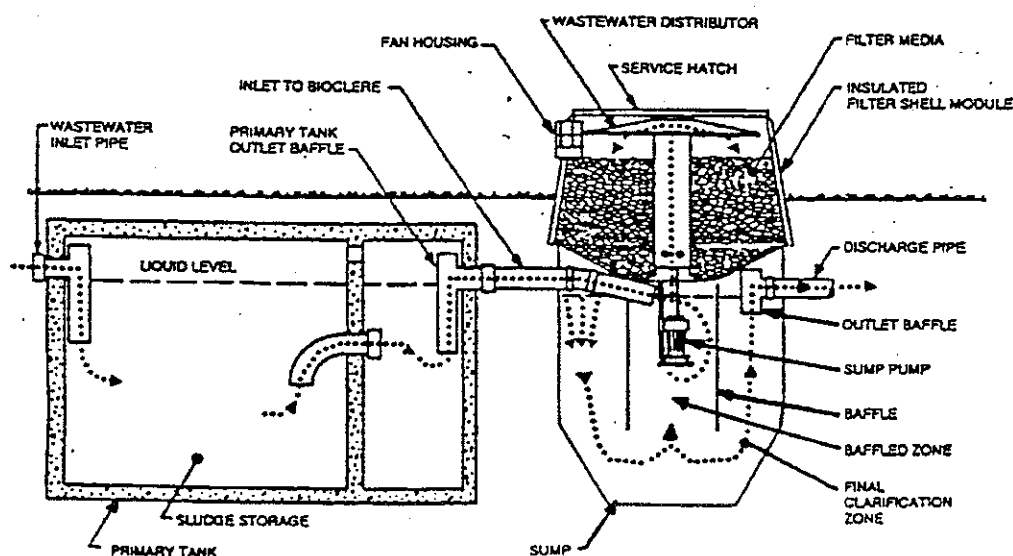 WASTEWATER DISTRIBUTOR
FAN HOUSING
FILTER MEDIA
SERVICE HATCH
INLET TO BIOCLERE
INSULATED
FILTER SHELL MODULE
WASTEWATER
INLET PIPE
PRIMARY TANK
OUTLET BAFFLE
LIQUID LEVEL
DISCHARGE PIPE
OUTLET BAFFLE
SUMP PUMP
BAFFLE
BAFFLED ZONE
FINAL
CLARIFICATION
ZONE
SLUDGE STORAGE
PRIMARY TANK
SUMP